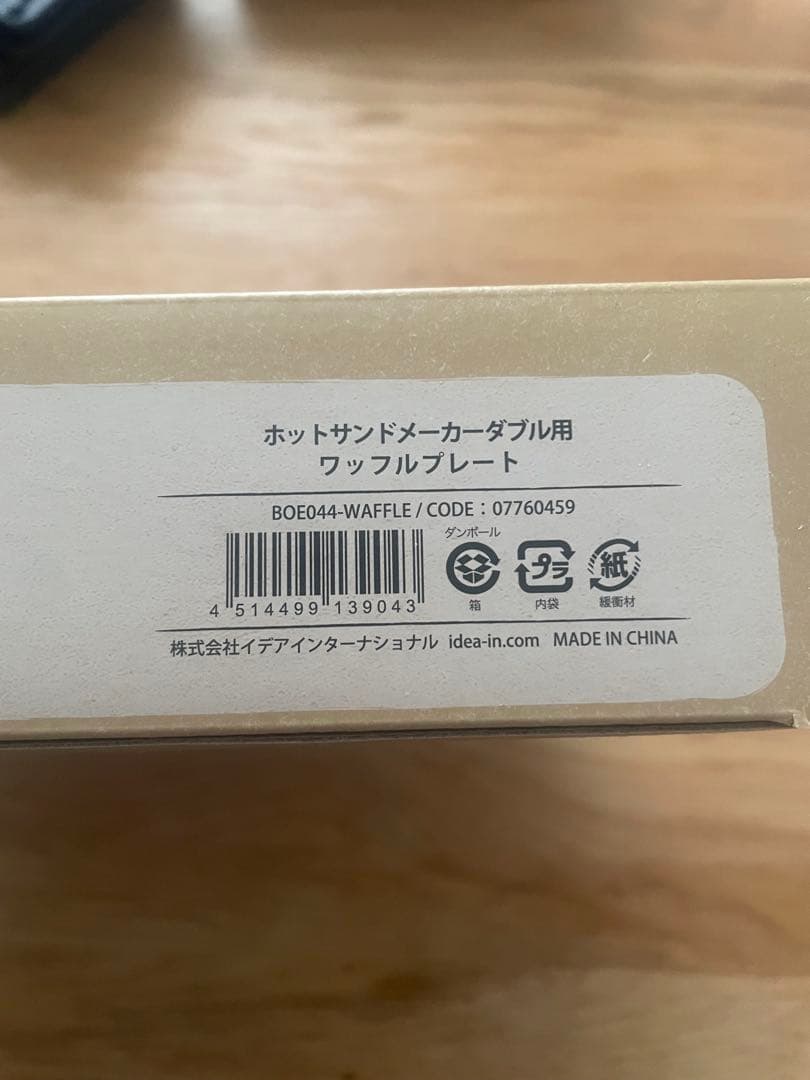 ホットサンドメーカーダブル用
ワッフルプレート
BOE044-WAFFLE / CODE：07760459
ダンボール
プラ
紙
箱
内袋
緩衝材
4 514499 139043
株式会社イデアインターナショナル idea-in.com MADE IN CHINA